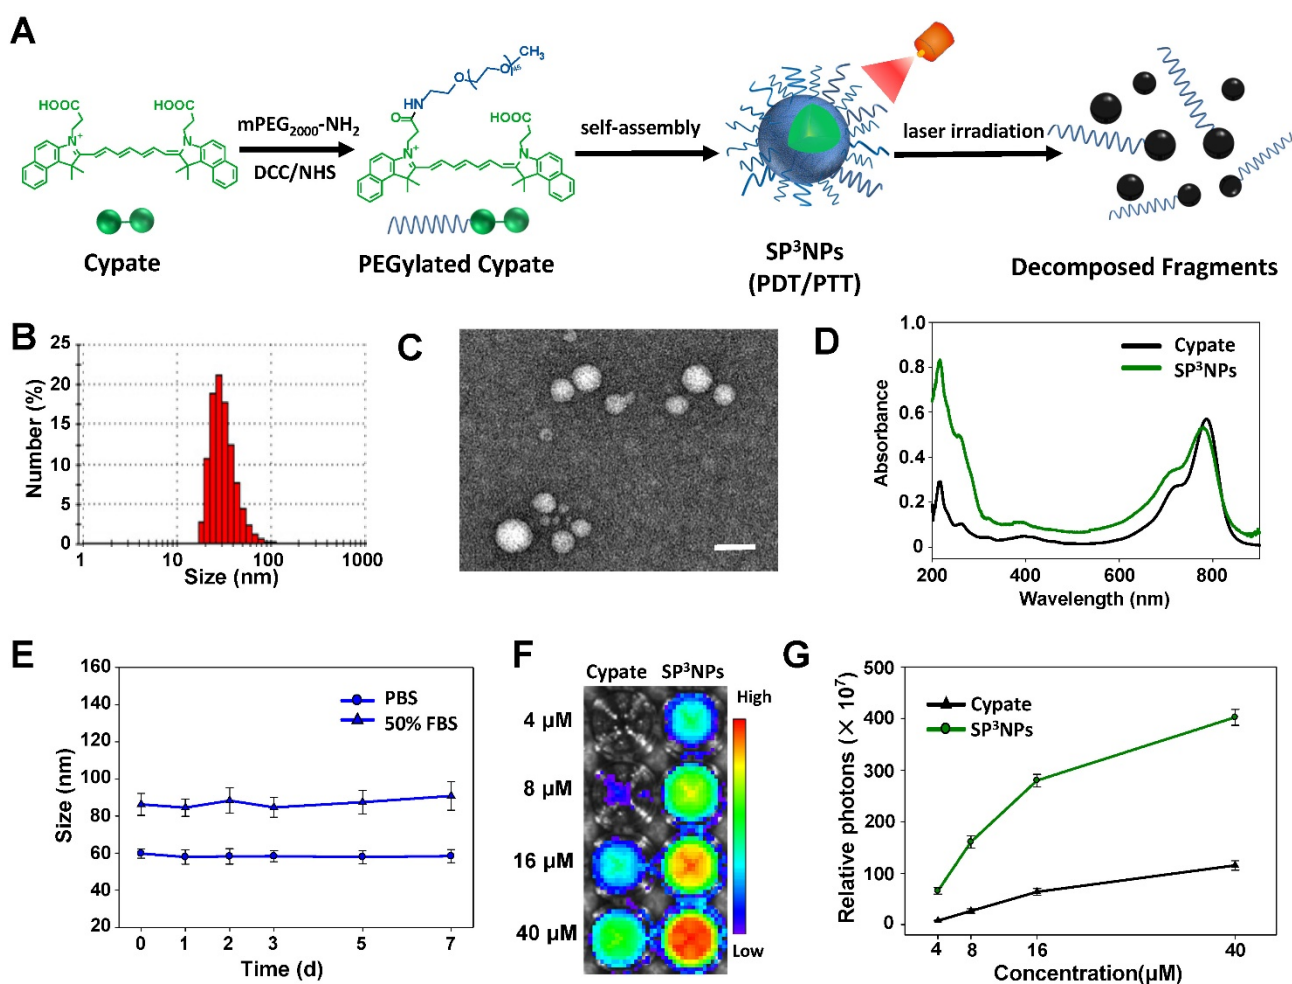 A
HOOC
HOOC
N+
N
mPEG2000-NH2
DCC/NHS
O
O
45
CH3
HN
O
HOOC
N+
N
self-assembly
laser irradiation
Cypate
PEGylated Cypate
SP³NPs
(PDT/PTT)
Decomposed Fragments
B
Number (%)
25
20
15
10
5
0
1
10
100
1000
Size (nm)
C
D
Absorbance
1.0
0.8
0.6
0.4
0.2
0
Cypate
SP³NPs
200
400
600
800
Wavelength (nm)
E
Size (nm)
160
140
120
100
80
60
40
20
PBS
50% FBS
0
1
2
3
5
7
Time (d)
F
Cypate
SP³NPs
4 µM
8 µM
16 µM
40 µM
High
Low
G
Relative photons (× 10⁷)
500
400
300
200
100
0
Cypate
SP³NPs
4
8
16
40
Concentration(µM)